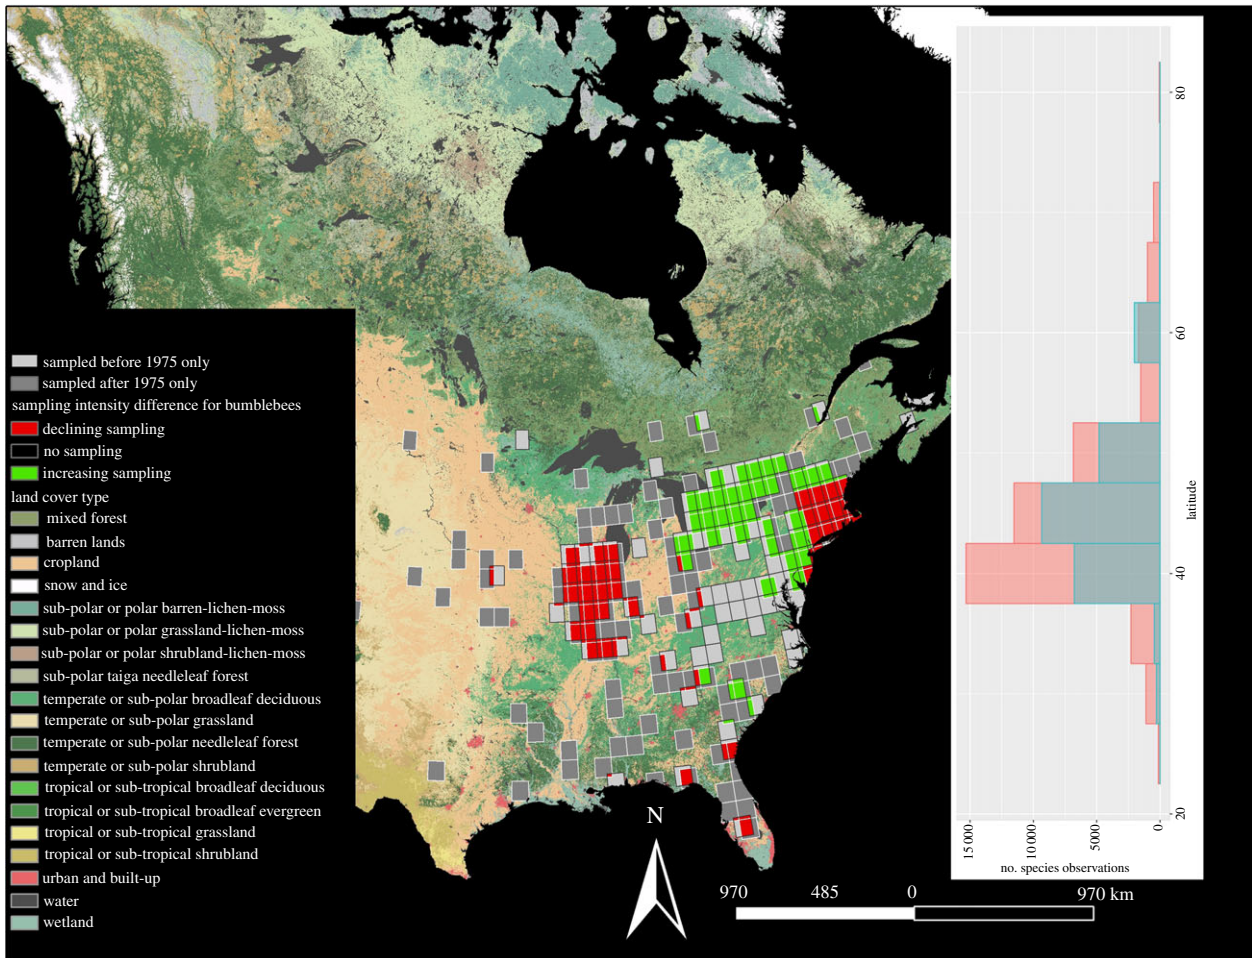 sampled before 1975 only
sampled after 1975 only
sampling intensity difference for bumblebees
declining sampling
no sampling
increasing sampling
land cover type
mixed forest
barren lands
cropland
snow and ice
sub-polar or polar barren-lichen-moss
sub-polar or polar grassland-lichen-moss
sub-polar or polar shrubland-lichen-moss
sub-polar taiga needleleaf forest
temperate or sub-polar broadleaf deciduous
temperate or sub-polar grassland
temperate or sub-polar needleleaf forest
temperate or sub-polar shrubland
tropical or sub-tropical broadleaf deciduous
tropical or sub-tropical broadleaf evergreen
tropical or sub-tropical grassland
tropical or sub-tropical shrubland
urban and built-up
water
wetland
N
970 485 0 970 km
80
60
latitude
40
20
15 000 10 000 5000 0
no. species observations